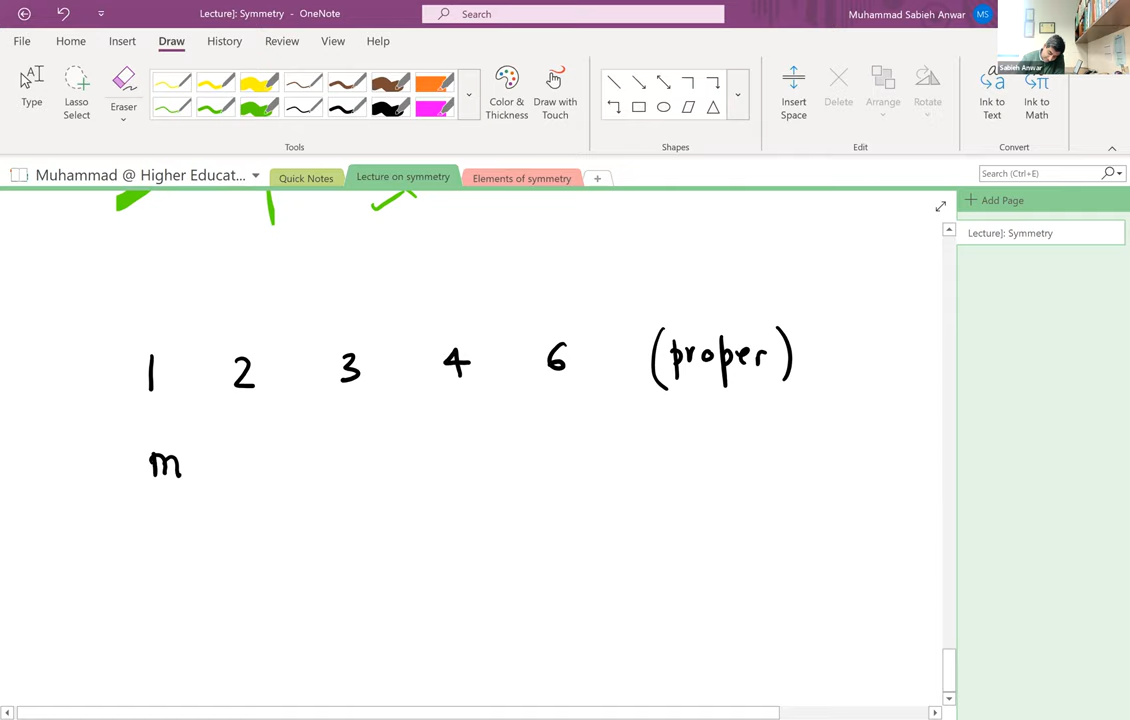 Lecture]: Symmetry - OneNote
Search
Muhammad Sabieh Anwar
MS
Sabieh Anwar
File Home Insert Draw History Review View Help
Type
Lasso Select
Eraser
Color & Thickness
Draw with Touch
Insert Space
Delete
Arrange
Rotate
Ink to Text
Ink to Math
Tools
Shapes
Edit
Convert
Muhammad @ Higher Educat...
Quick Notes
Lecture on symmetry
Elements of symmetry
+
Search (Ctrl+E)
Add Page
Lecture]: Symmetry
1 2 3 4 6 (proper)
m